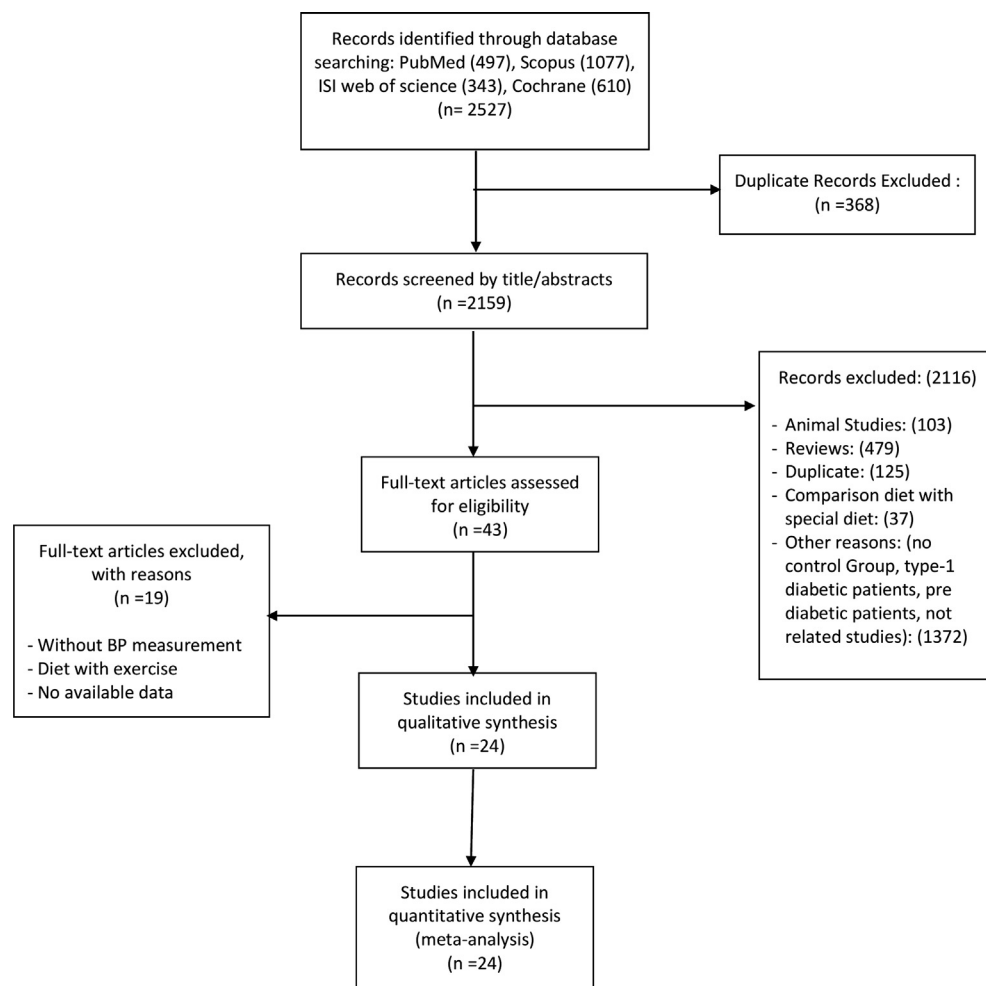 Records identified through database
searching: PubMed (497), Scopus (1077),
ISI web of science (343), Cochrane (610)
(n= 2527)
Duplicate Records Excluded :
(n =368)
Records screened by title/abstracts
(n =2159)
Records excluded: (2116)
- Animal Studies: (103)
- Reviews: (479)
- Duplicate: (125)
- Comparison diet with
special diet: (37)
- Other reasons: (no
control Group, type-1
diabetic patients, pre
diabetic patients, not
related studies): (1372)
Full-text articles assessed
for eligibility
(n =43)
Full-text articles excluded,
with reasons
(n =19)
- Without BP measurement
- Diet with exercise
- No available data
Studies included in
qualitative synthesis
(n =24)
Studies included in
quantitative synthesis
(meta-analysis)
(n =24)